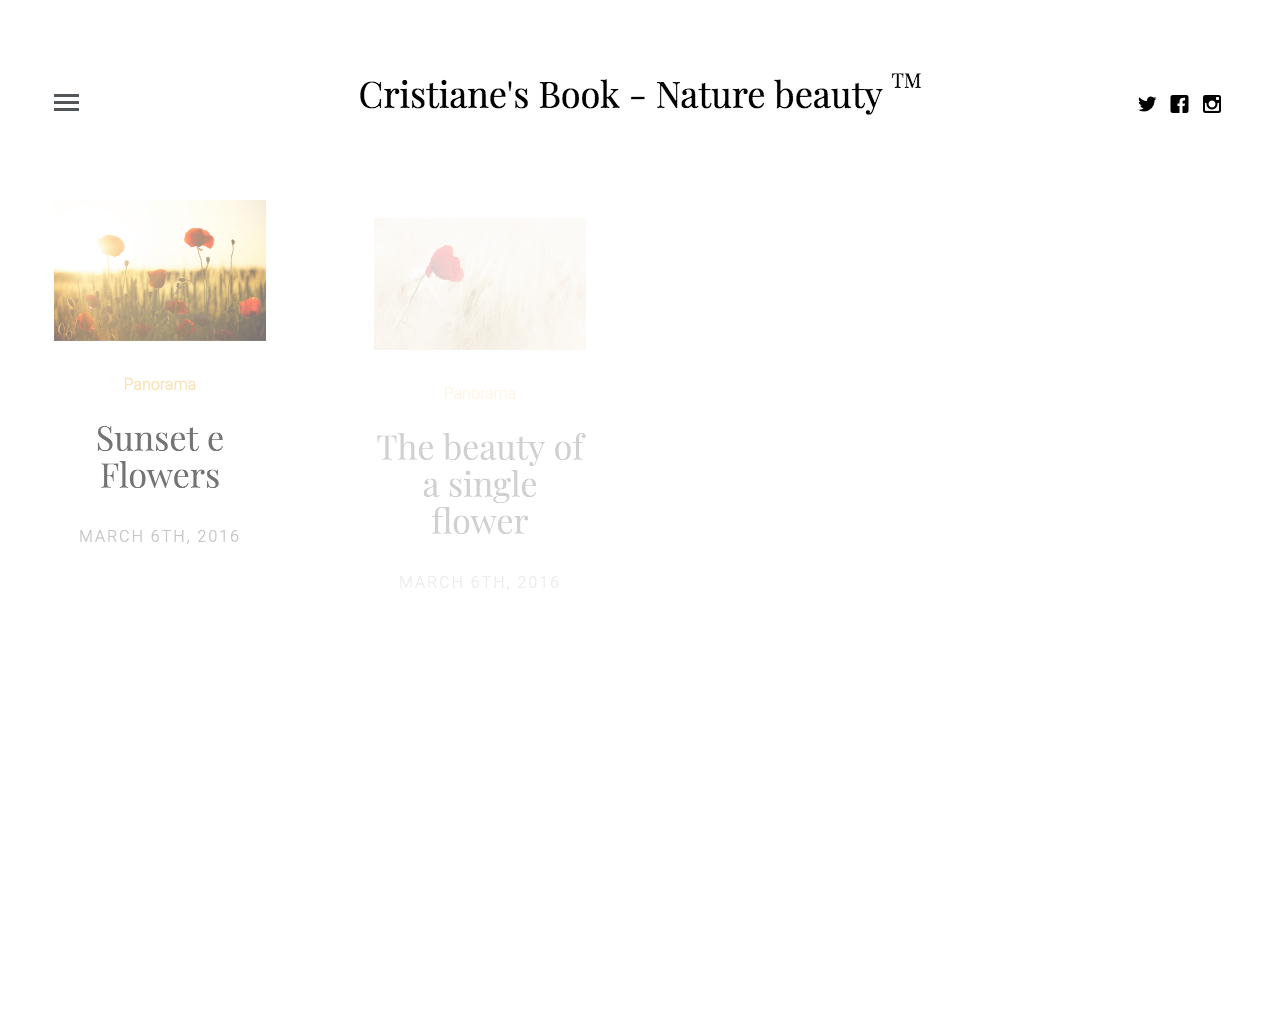 Cristiane's Book - Nature beauty TM
Panorama
Sunset e
Flowers
MARCH 6TH, 2016
Panorama
The beauty of
a single
flower
MARCH 6TH, 2016